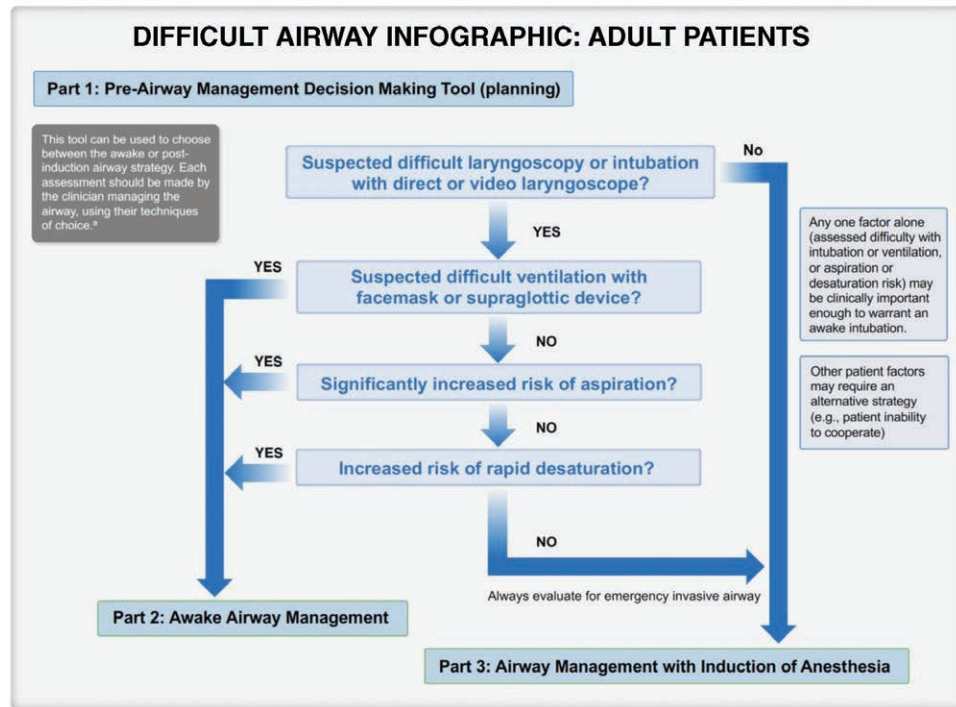 DIFFICULT AIRWAY INFOGRAPHIC: ADULT PATIENTS
Part 1: Pre-Airway Management Decision Making Tool (planning)
This tool can be used to choose
between the awake or post-
induction airway strategy. Each
assessment should be made by
the clinician managing the
airway, using their techniques
of choice.ª
Suspected difficult laryngoscopy or intubation
with direct or video laryngoscope?
No
YES
Any one factor alone
(assessed difficulty with
intubation or ventilation,
or aspiration or
desaturation risk) may
be clinically important
enough to warrant an
awake intubation.
YES
Suspected difficult ventilation with
facemask or supraglottic device?
NO
YES
Significantly increased risk of aspiration?
Other patient factors
may require an
alternative strategy
(e.g., patient inability
to cooperate)
NO
YES
Increased risk of rapid desaturation?
NO
Always evaluate for emergency invasive airway
Part 2: Awake Airway Management
Part 3: Airway Management with Induction of Anesthesia